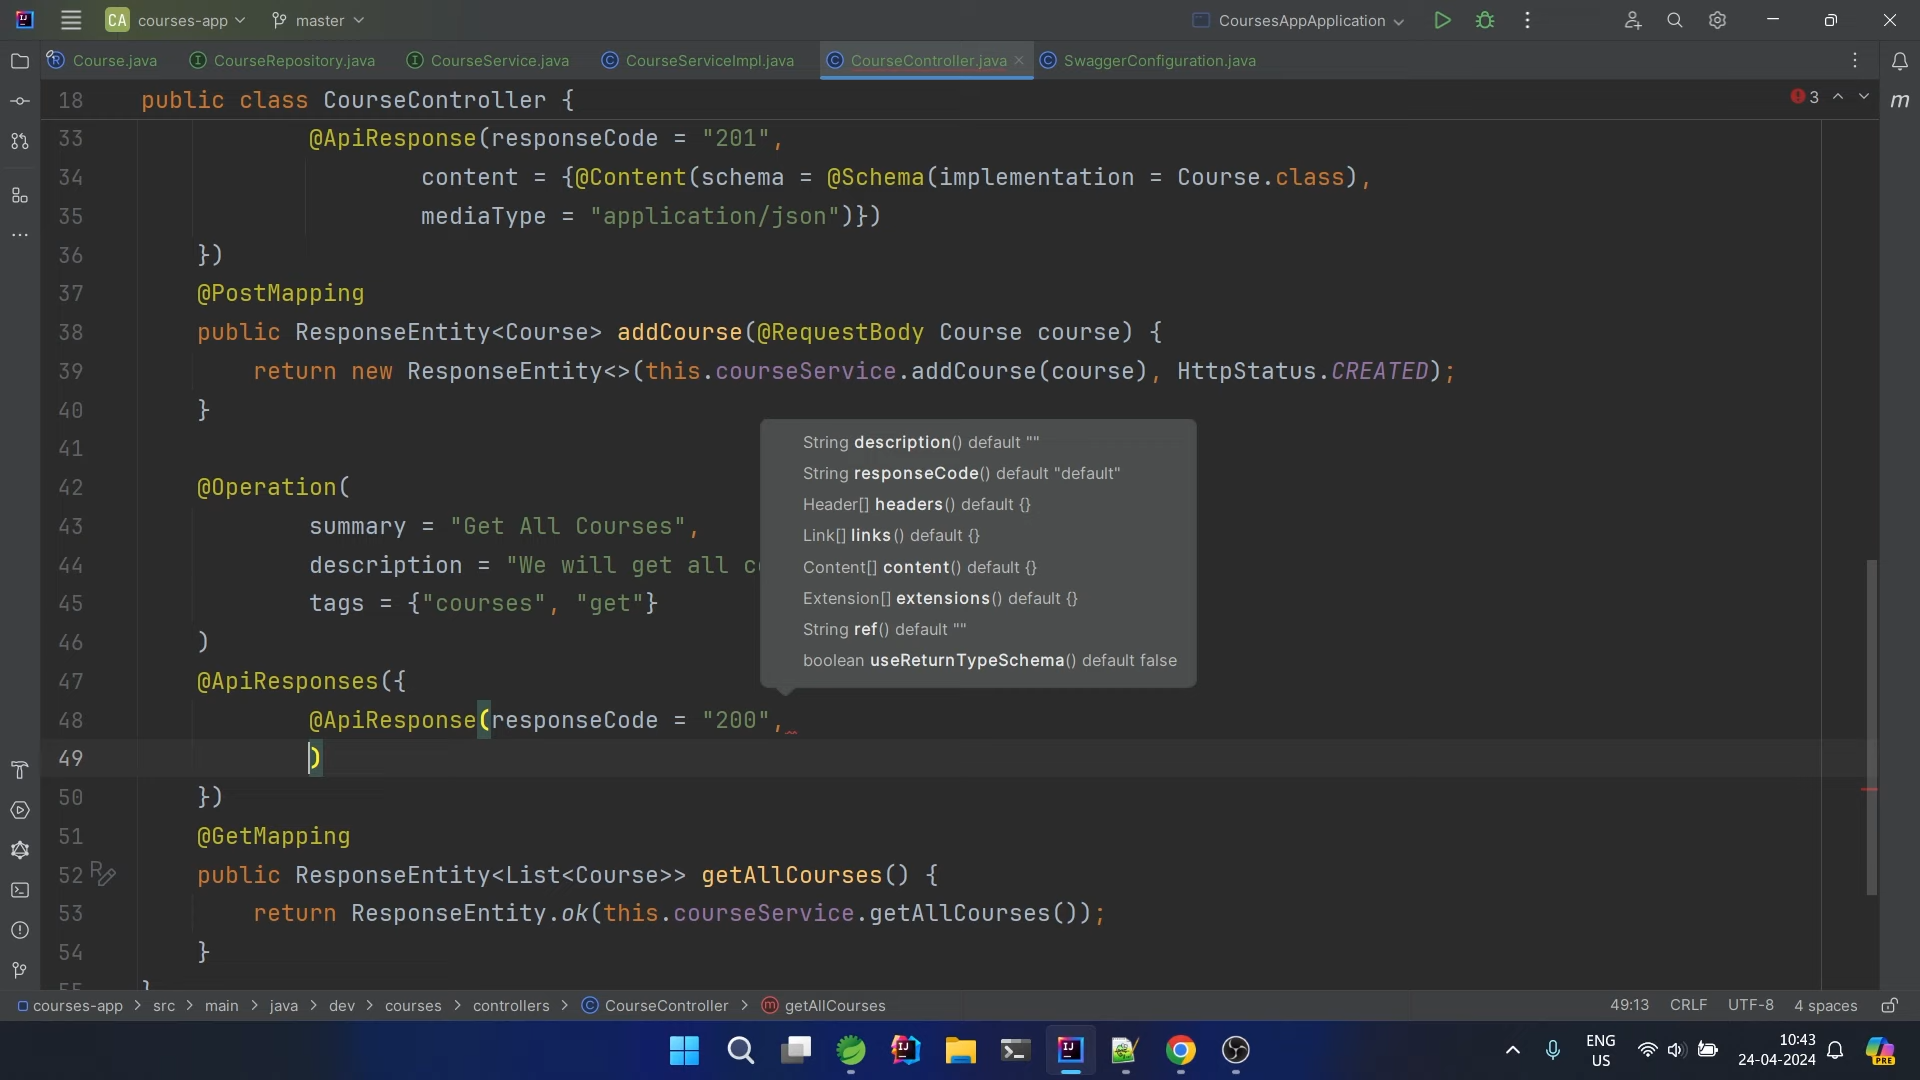 CA courses-app master CoursesAppApplication
Course.java CourseRepository.java CourseService.java CourseServiceImpl.java CourseController.java SwaggerConfiguration.java
18 public class CourseController { 3
33 @ApiResponse(responseCode = "201",
34 content = {@Content(schema = @Schema(implementation = Course.class),
35 mediaType = "application/json")})
36 })
37 @PostMapping
38 public ResponseEntity<Course> addCourse(@RequestBody Course course) {
39 return new ResponseEntity<>(this.courseService.addCourse(course), HttpStatus.CREATED);
40 }
41
42 @Operation(
43 summary = "Get All Courses",
44 description = "We will get all
45 tags = {"courses", "get"}
46 )
47 @ApiResponses({
48 @ApiResponse(responseCode = "200",
49 )
50 })
51 @GetMapping
52 public ResponseEntity<List<Course>> getAllCourses() {
53 return ResponseEntity.ok(this.courseService.getAllCourses());
54 }
String description() default ""
String responseCode() default "default"
Header[] headers() default {}
Link[] links() default {}
Content[] content() default {}
Extension[] extensions() default {}
String ref() default ""
boolean useReturnTypeSchema() default false
courses-app > src > main > java > dev > courses > controllers > CourseController > getAllCourses 49:13 CRLF UTF-8 4 spaces
ENG
US
10:43
24-04-2024
PRE